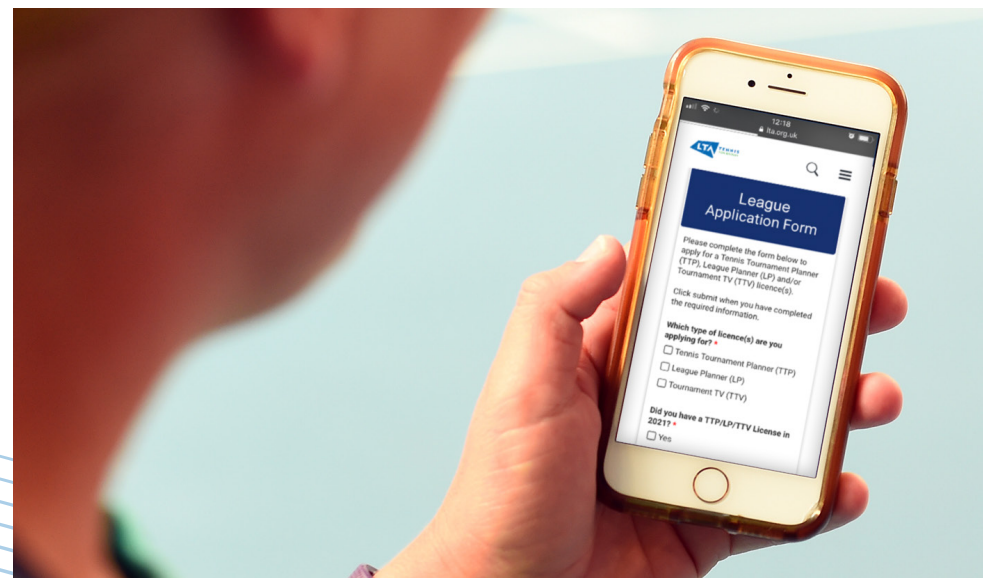 12:18
lta.org.uk
LTA TENNIS
League
Application Form
Please complete the form below to
apply for a Tennis Tournament Planner
(TTP), League Planner (LP) and/or
Tournament TV (TTV) licence(s).
Click submit when you have completed
the required information.
Which type of licence(s) are you
applying for? *
Tennis Tournament Planner (TTP)
League Planner (LP)
Tournament TV (TTV)
Did you have a TTP/LP/TTV License in
2021? *
Yes